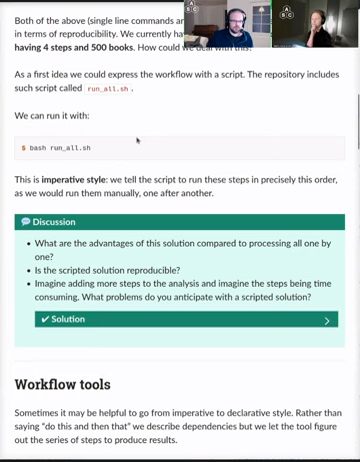 Both of the above (single line commands
in terms of reproducibility. We currently
having 4 steps and 500 books. How could we deal with this?
As a first idea we could express the workflow with a script. The repository includes
such script called run_all.sh .
We can run it with:
$ bash run_all.sh
This is imperative style: we tell the script to run these steps in precisely this order,
as we would run them manually, one after another.
Discussion
• What are the advantages of this solution compared to processing all one by
one?
• Is the scripted solution reproducible?
• Imagine adding more steps to the analysis and imagine the steps being time
consuming. What problems do you anticipate with a scripted solution?
✔ Solution
Workflow tools
Sometimes it may be helpful to go from imperative to declarative style. Rather than
saying “do this and then that” we describe dependencies but we let the tool figure
out the series of steps to produce results.